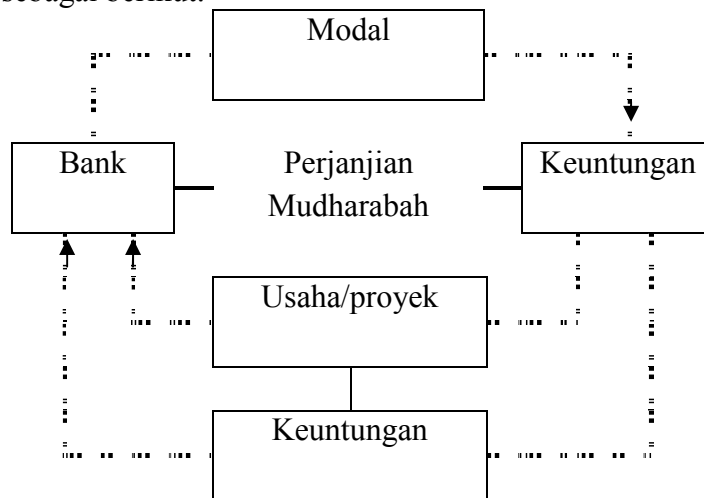 sebagai berikut:
Modal
Bank
Perjanjian
Mudharabah
Keuntungan
Usaha/proyek
Keuntungan